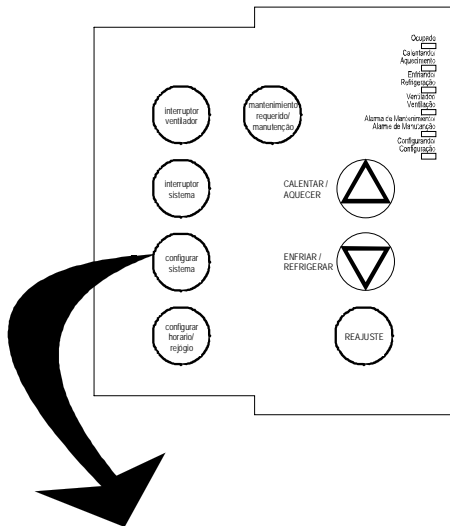 Ocupado
Calentando/
Aquecimento
Enfriando/
Refrigeração
Ventilador/
Ventilação
Alarma de Mantenimiento/
Alarme de Manutenção
Configurando/
Configuração
interruptor
ventilador
mantenimiento
requerido/
manutenção
interruptor
sistema
CALENTAR /
AQUECER
configurar
sistema
ENFRIAR /
REFRIGERAR
configurar
horario/
relógio
REAJUSTE